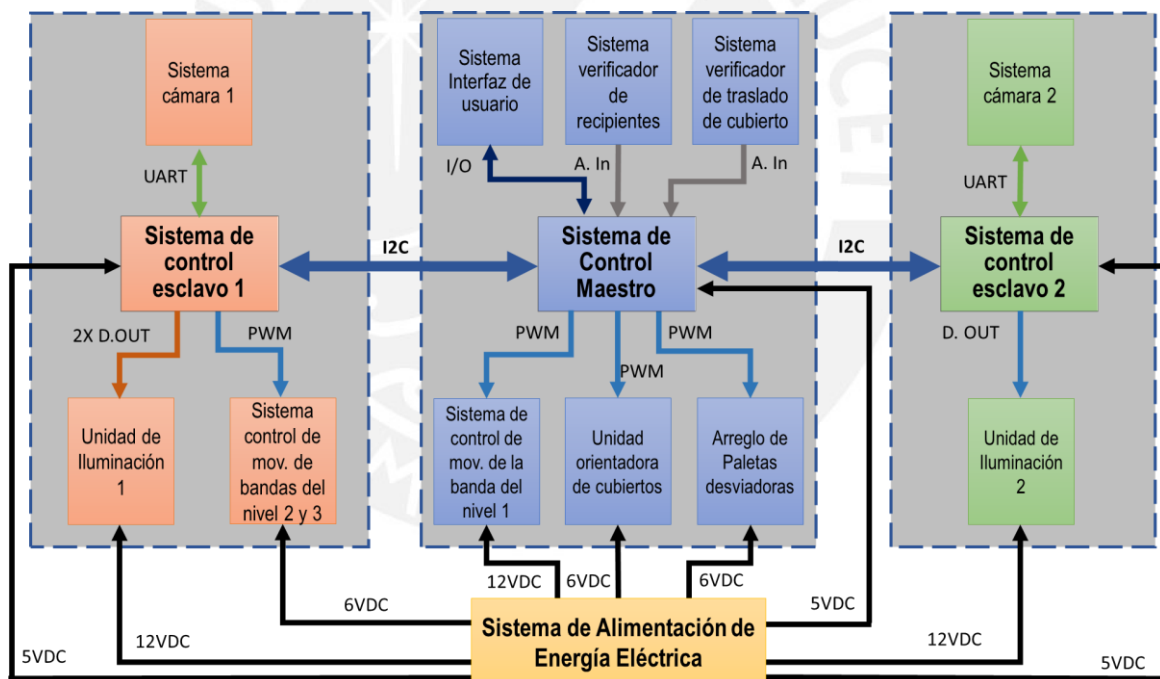 Sistema
cámara 1
UART
Sistema de
control
esclavo 1
2X D.OUT
PWM
Unidad de
Iluminación
1
Sistema
control de
mov. de
bandas del
nivel 2 y 3
I2C
Sistema
Interfaz de
usuario
Sistema
verificador
de
recipientes
Sistema
verificador
de traslado
de cubierto
I/O
A. In
A. In
Sistema de
Control
Maestro
PWM
PWM
PWM
Sistema de
control de
mov. de la
banda del
nivel 1
Unidad
orientadora
de cubiertos
Arreglo de
Paletas
desviadoras
I2C
Sistema
cámara 2
UART
Sistema de
control
esclavo 2
D. OUT
Unidad de
Iluminación
2
12VDC
6VDC
6VDC
5VDC
6VDC
12VDC
5VDC
Sistema de Alimentación de
Energía Eléctrica
12VDC
5VDC